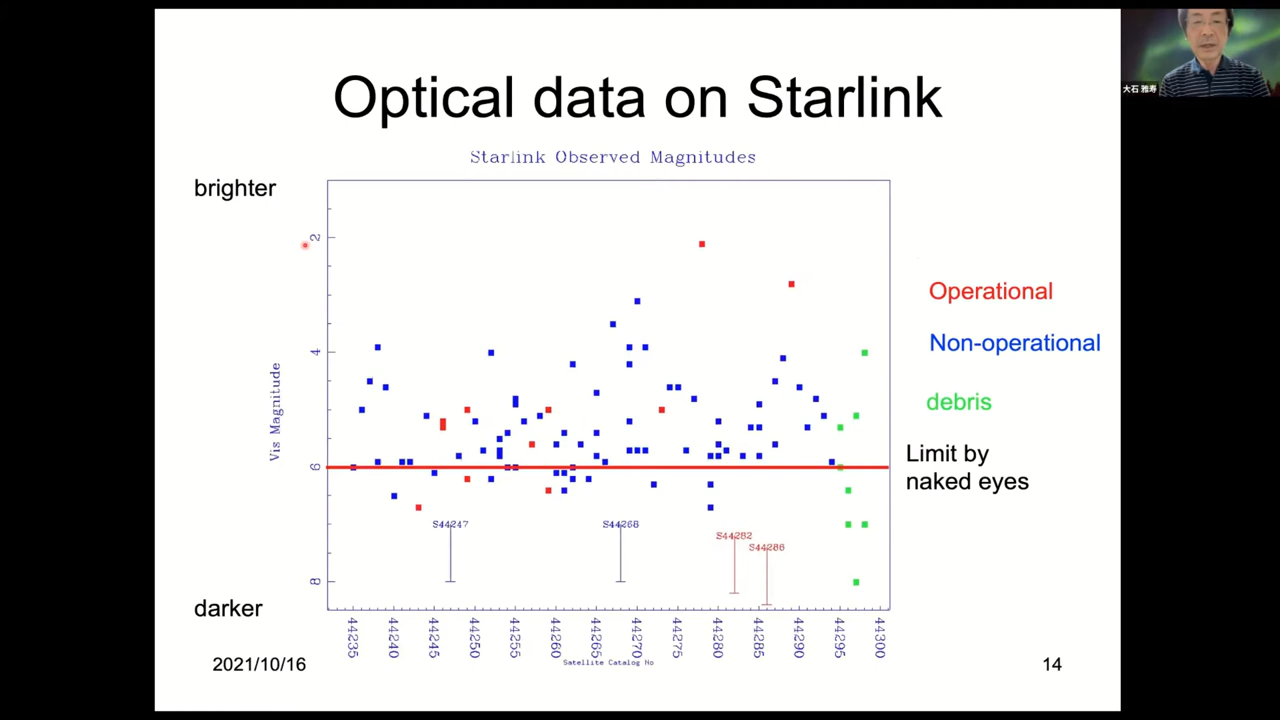 Optical data on Starlink
大石 雅寿
Starlink Observed Magnitudes
brighter
2
4
6
8
Vis Magnitude
Operational
Non-operational
debris
Limit by
naked eyes
S44247
S44268
S44282
S44286
darker
44235
44240
44245
44250
44255
44260
44265
44270
44275
44280
44285
44290
44295
44300
Satellite Catalog No
2021/10/16
14